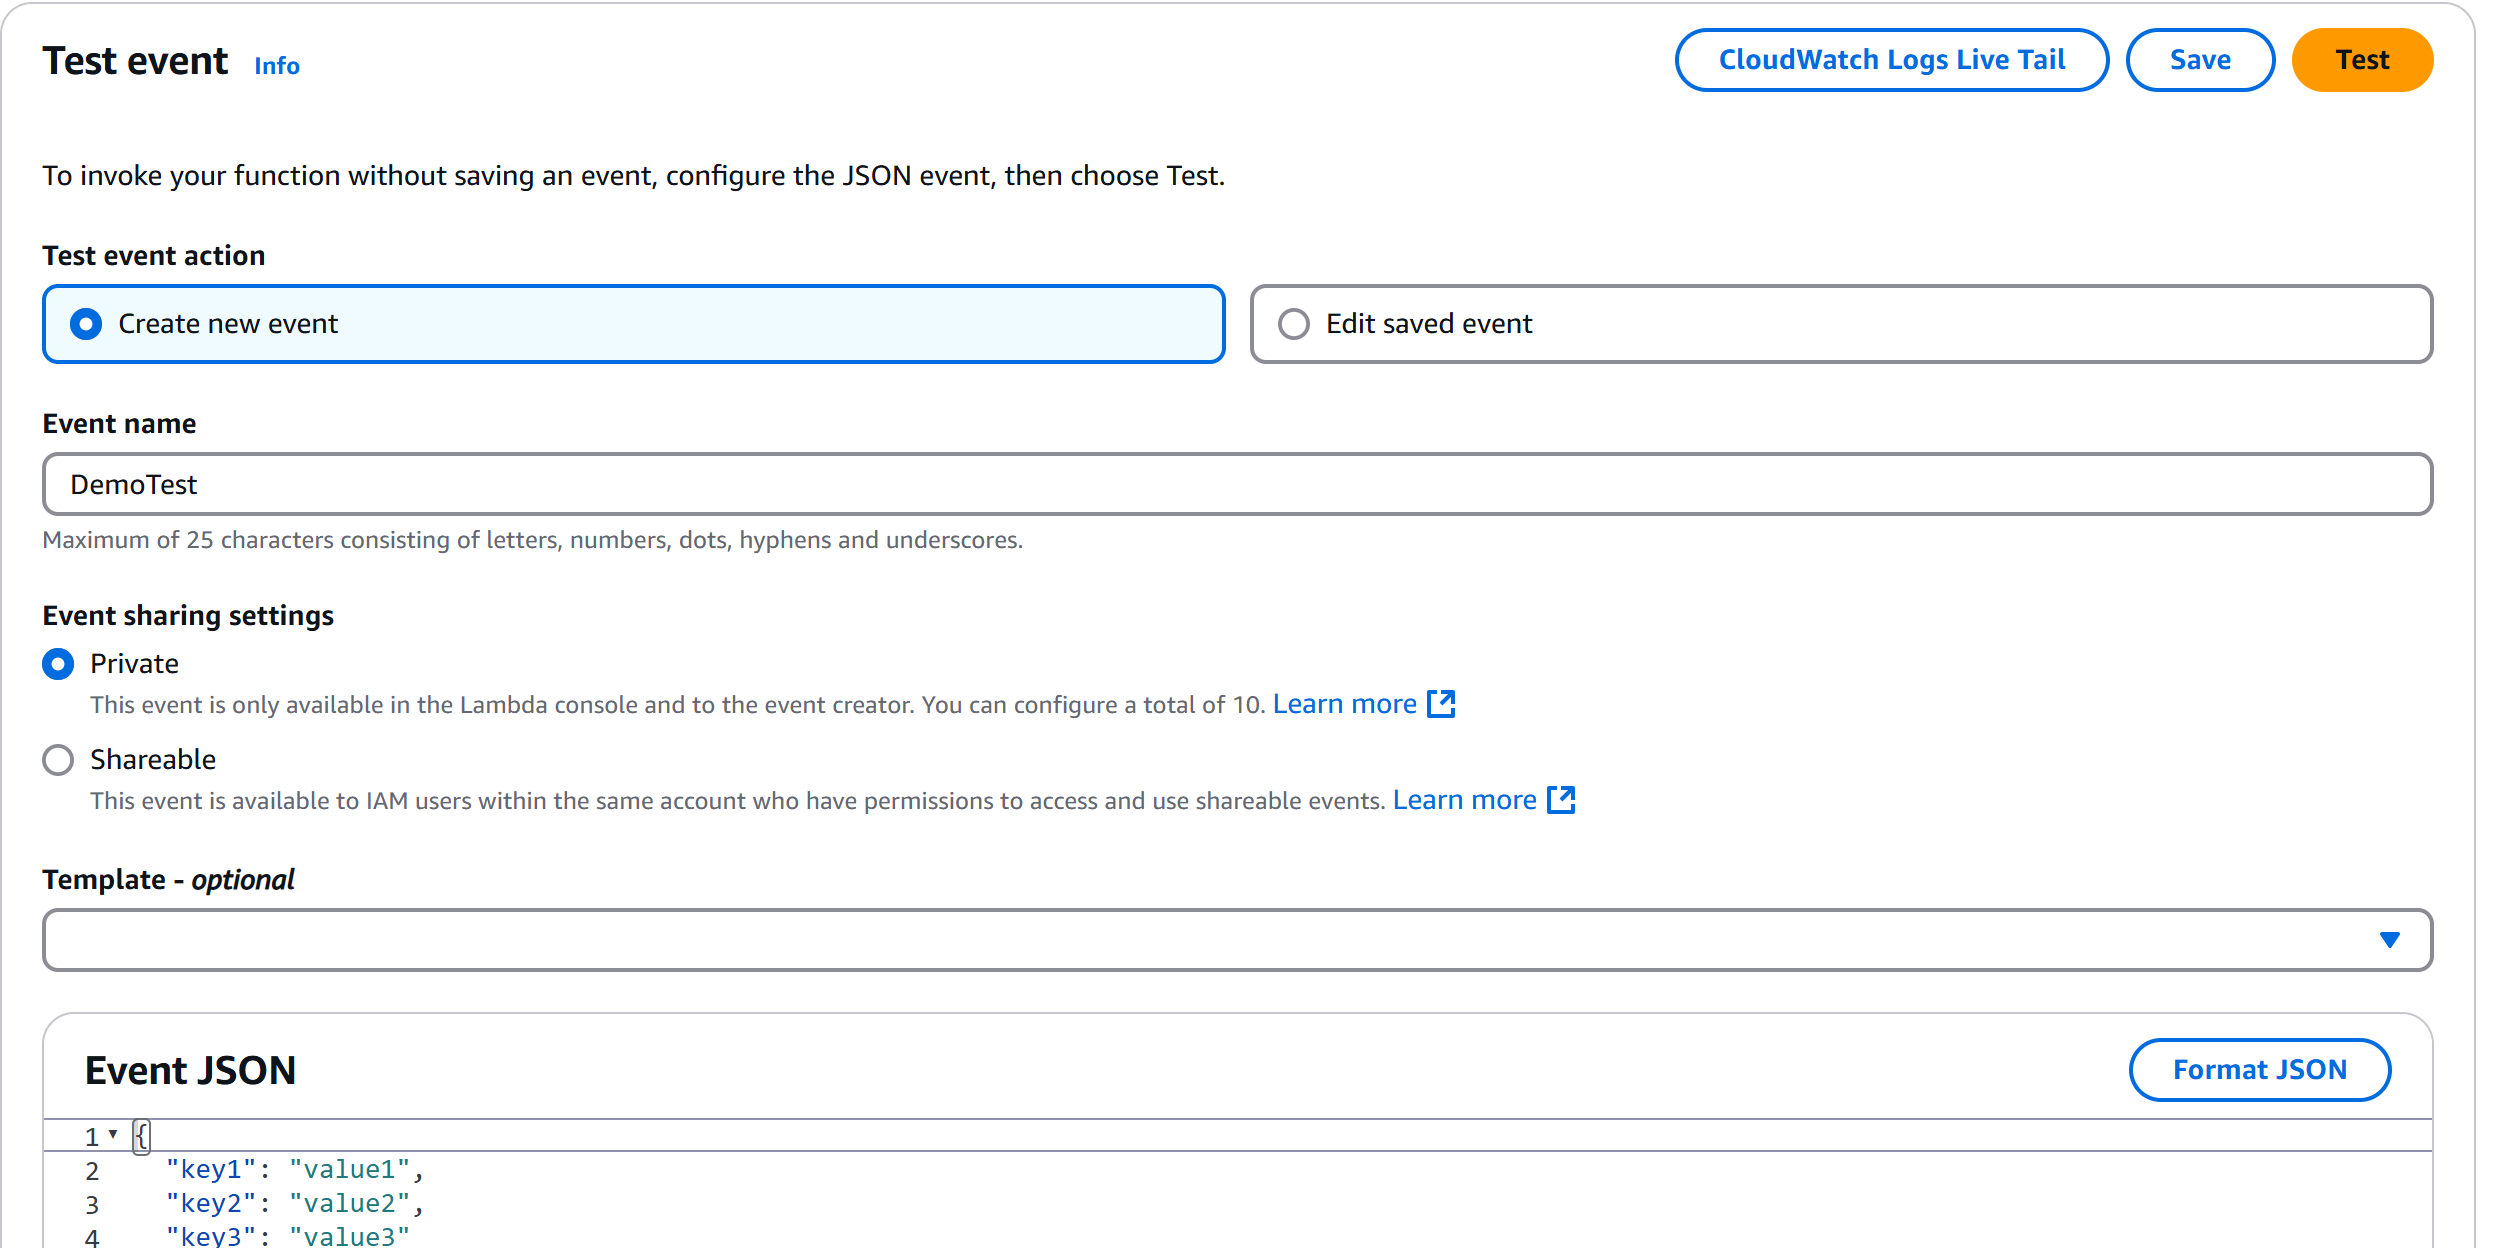 Test event Info CloudWatch Logs Live Tail Save Test
To invoke your function without saving an event, configure the JSON event, then choose Test.
Test event action
Create new event Edit saved event
Event name
DemoTest
Maximum of 25 characters consisting of letters, numbers, dots, hyphens and underscores.
Event sharing settings
Private
This event is only available in the Lambda console and to the event creator. You can configure a total of 10. Learn more
Shareable
This event is available to IAM users within the same account who have permissions to access and use shareable events. Learn more
Template - optional
Event JSON Format JSON
1 {
2 "key1": "value1",
3 "key2": "value2",
4 "key3": "value3"